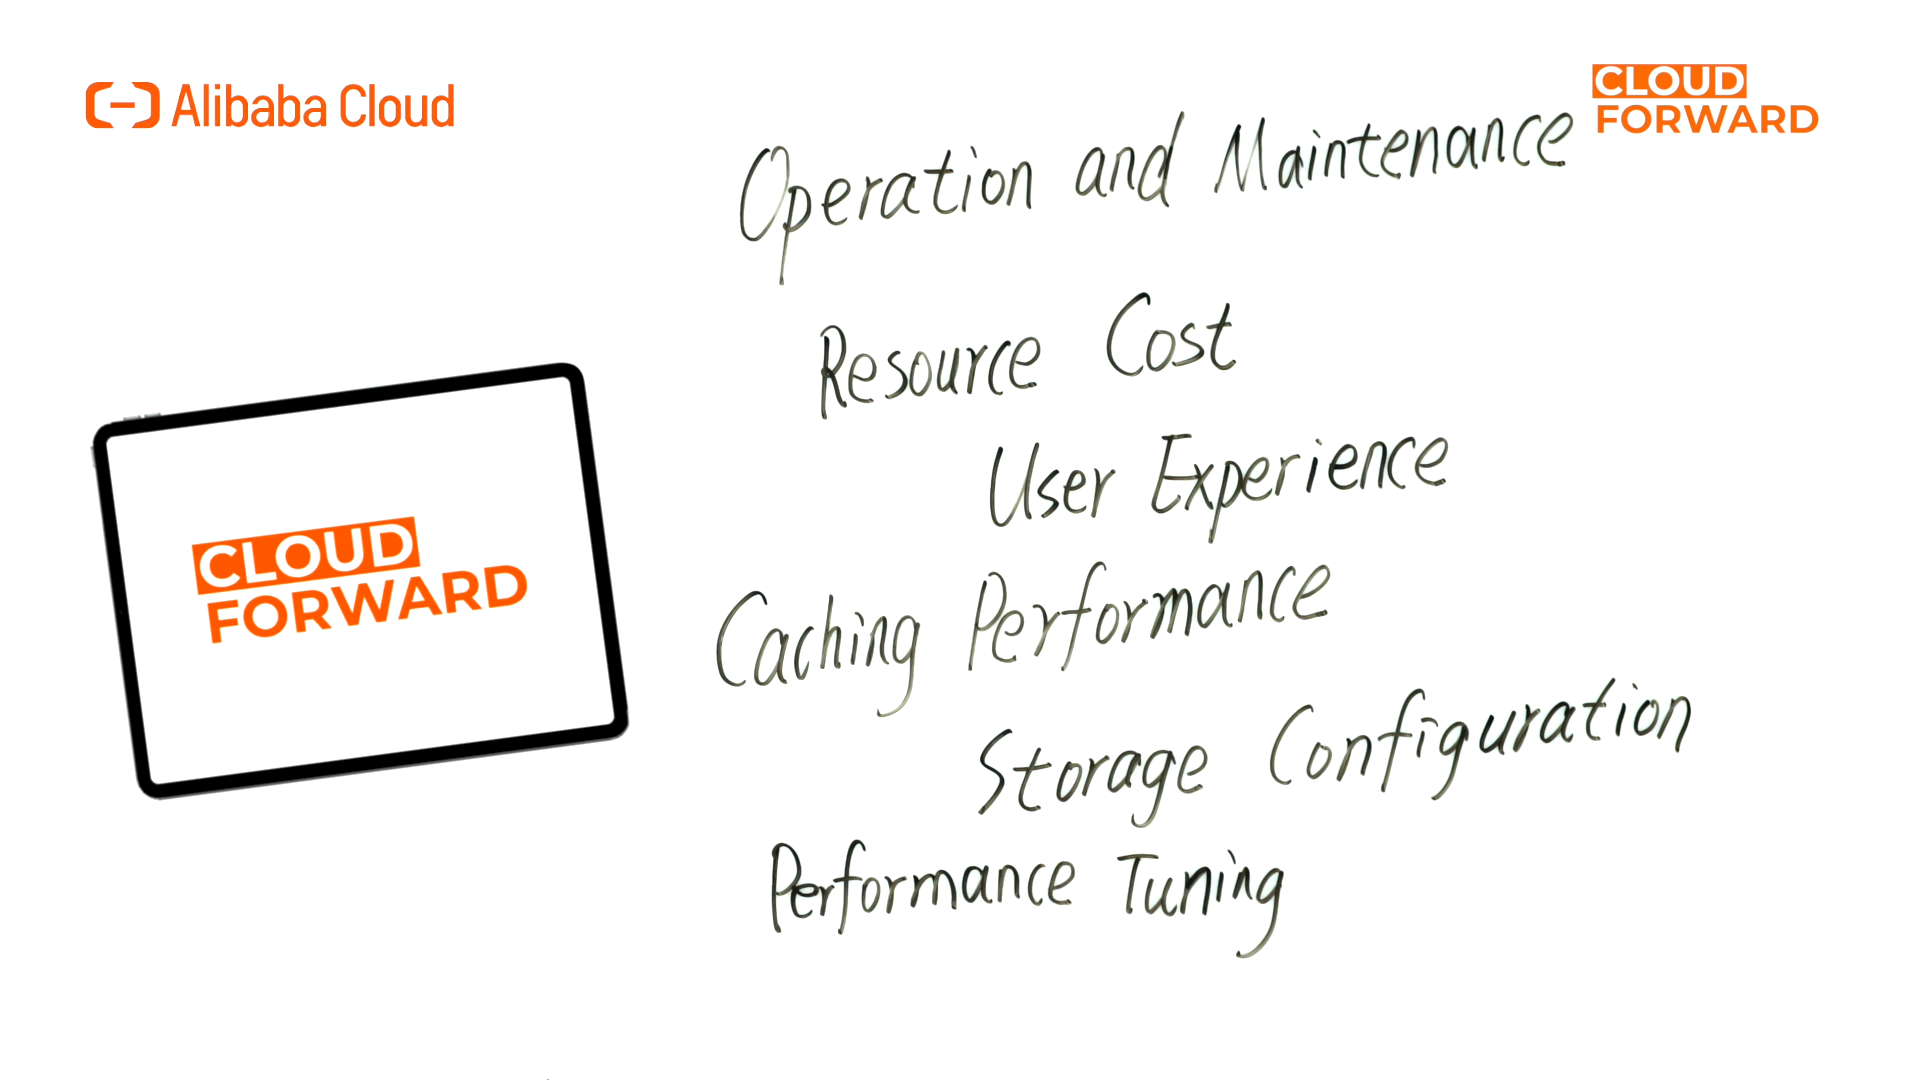 Alibaba Cloud
CLOUD
FORWARD
Operation and Maintenance
Resource Cost
User Experience
CLOUD
FORWARD
Caching Performance
Storage Configuration
Performance Tuning